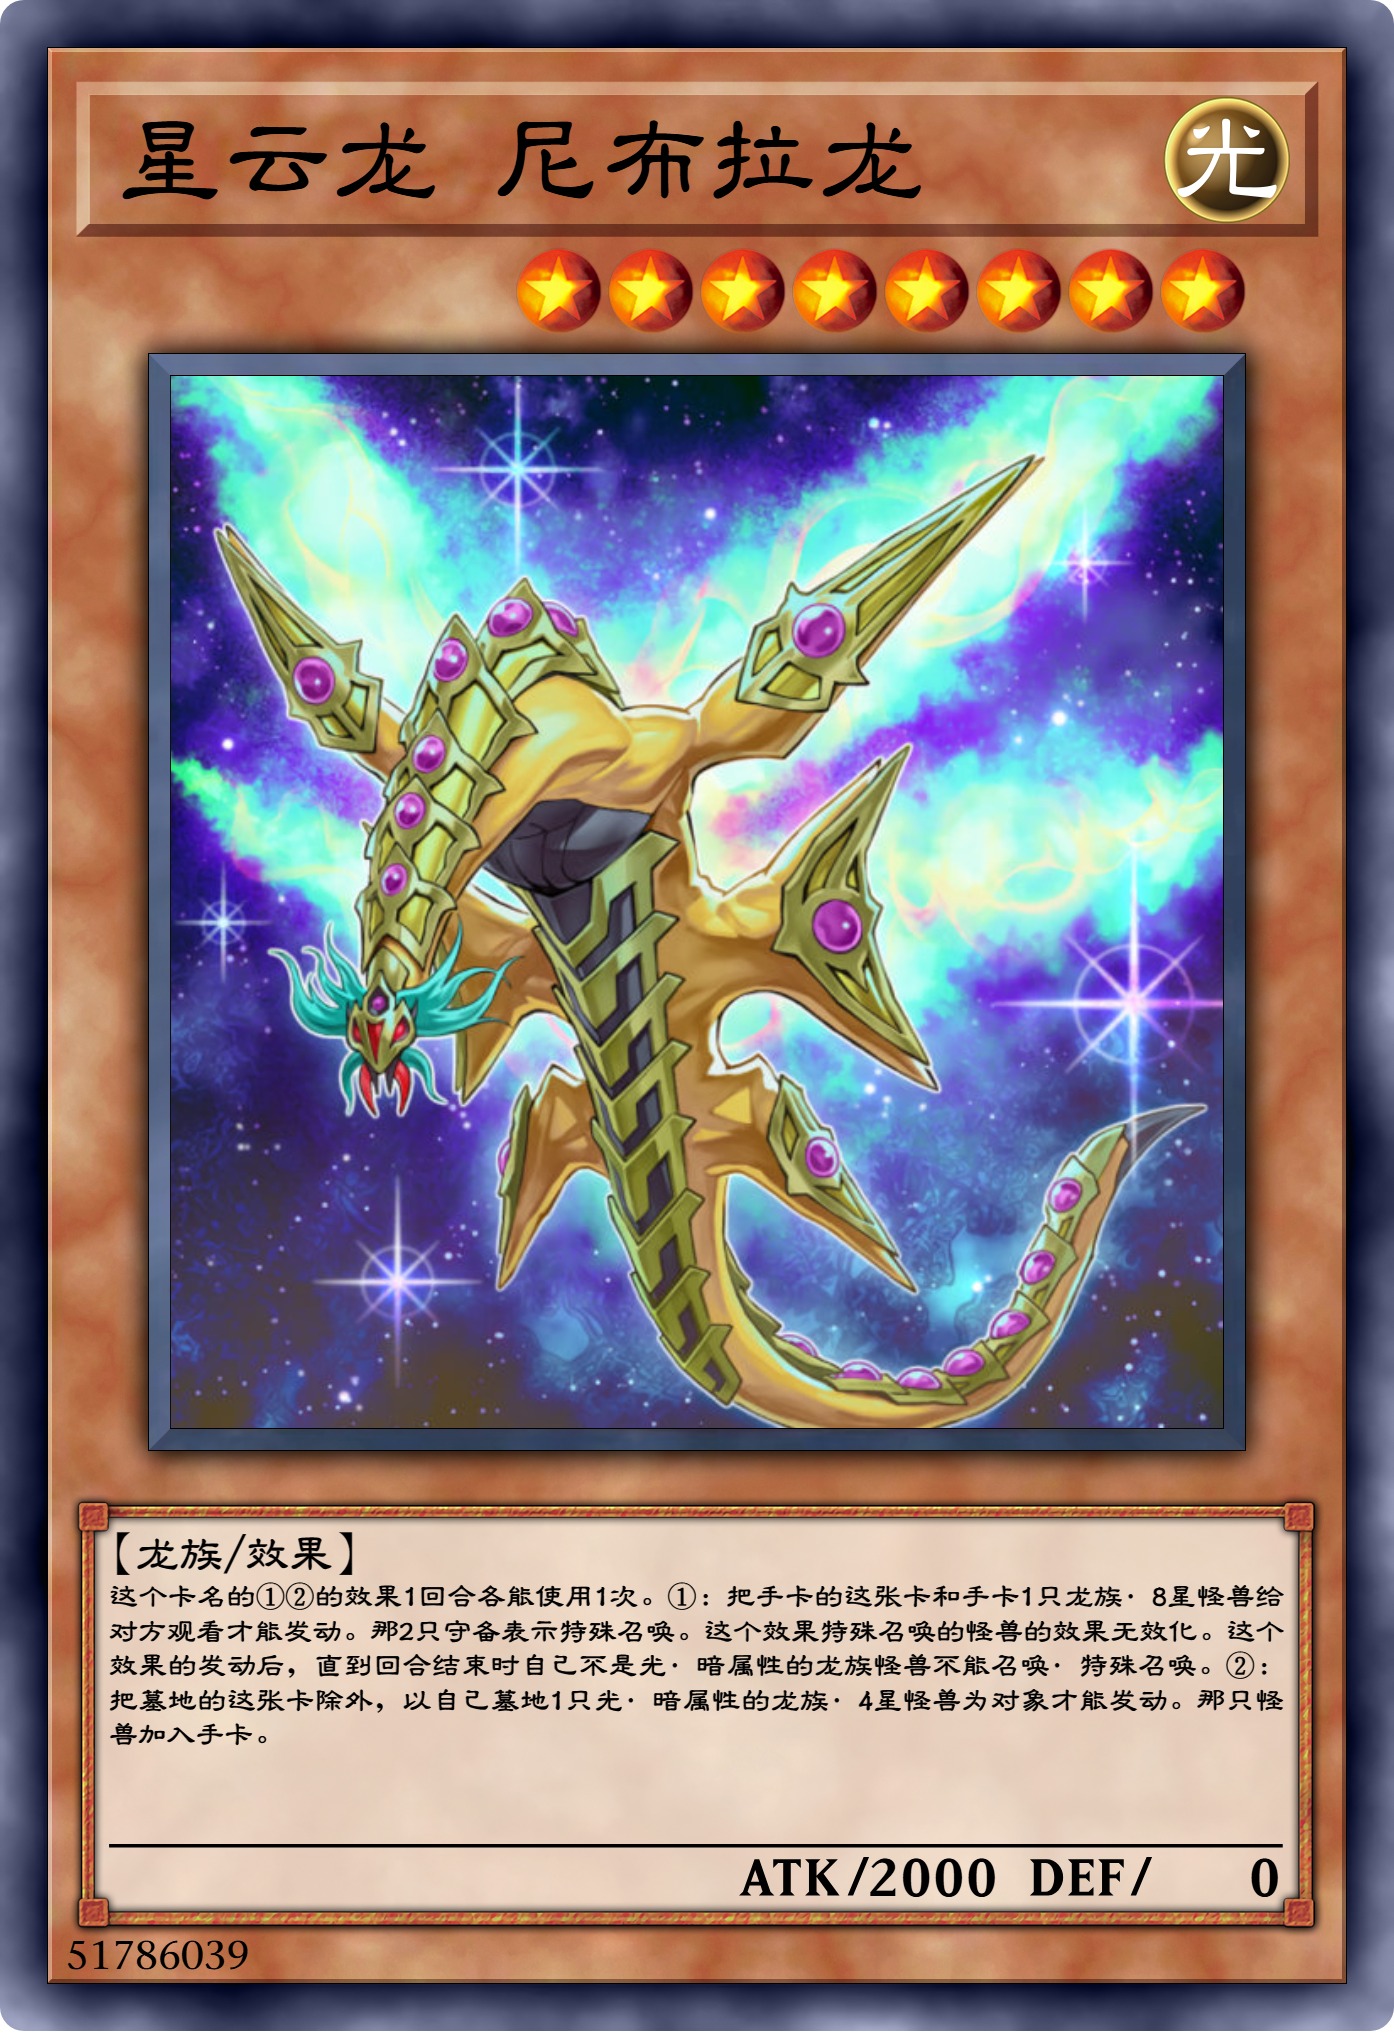 星云龙 尼布拉龙
光
【龙族/效果】
这个卡名的①②的效果1回合各能使用1次。①：把手卡的这张卡和手卡1只龙族·8星怪兽给
对方观看才能发动。那2只守备表示特殊召唤。这个效果特殊召唤的怪兽的效果无效化。这个
效果的发动后，直到回合结束时自己不是光·暗属性的龙族怪兽不能召唤·特殊召唤。②：
把墓地的这张卡除外，以自己墓地1只光·暗属性的龙族·4星怪兽为对象才能发动。那只怪
兽加入手卡。
ATK/2000 DEF/ 0
51786039